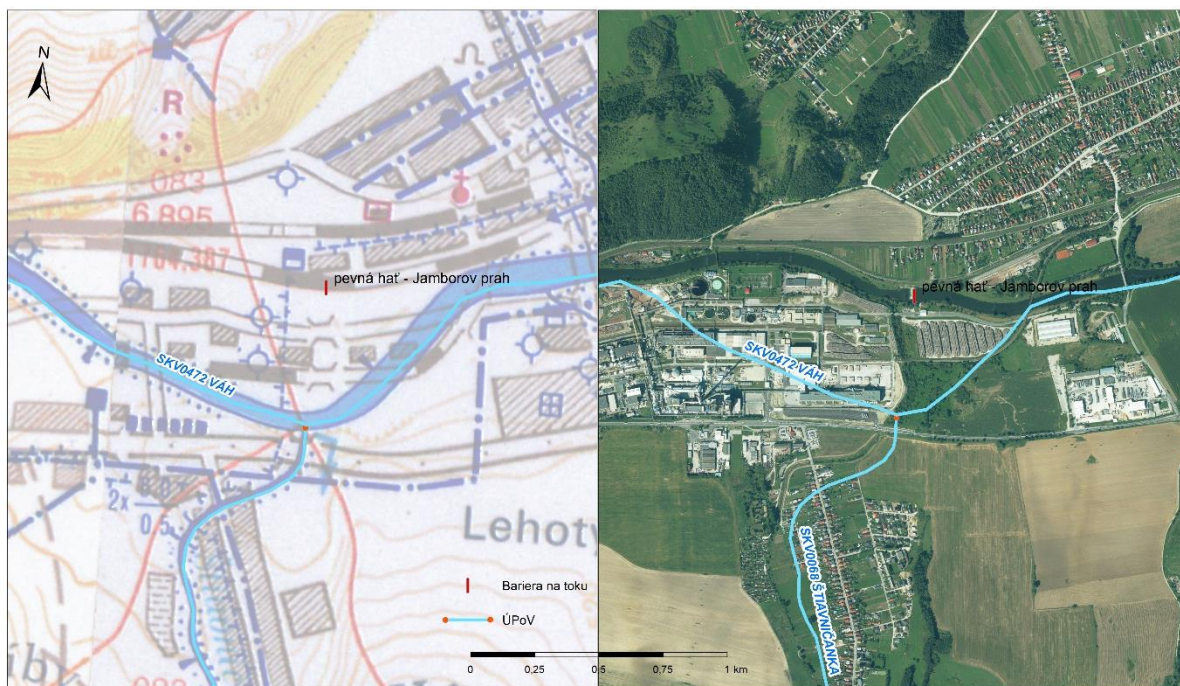 N
R
083
6.895
1104.387
pevná hať - Jamborov prah
SKV0472 VÁH
2x
0.5
Lehoty
Bariera na toku
ÚPoV
0
0,25
0,5
0,75
1 km
pevná hať - Jamborov prah
SKV0472 VÁH
SKV0068 ŠTIAVNIČANKA